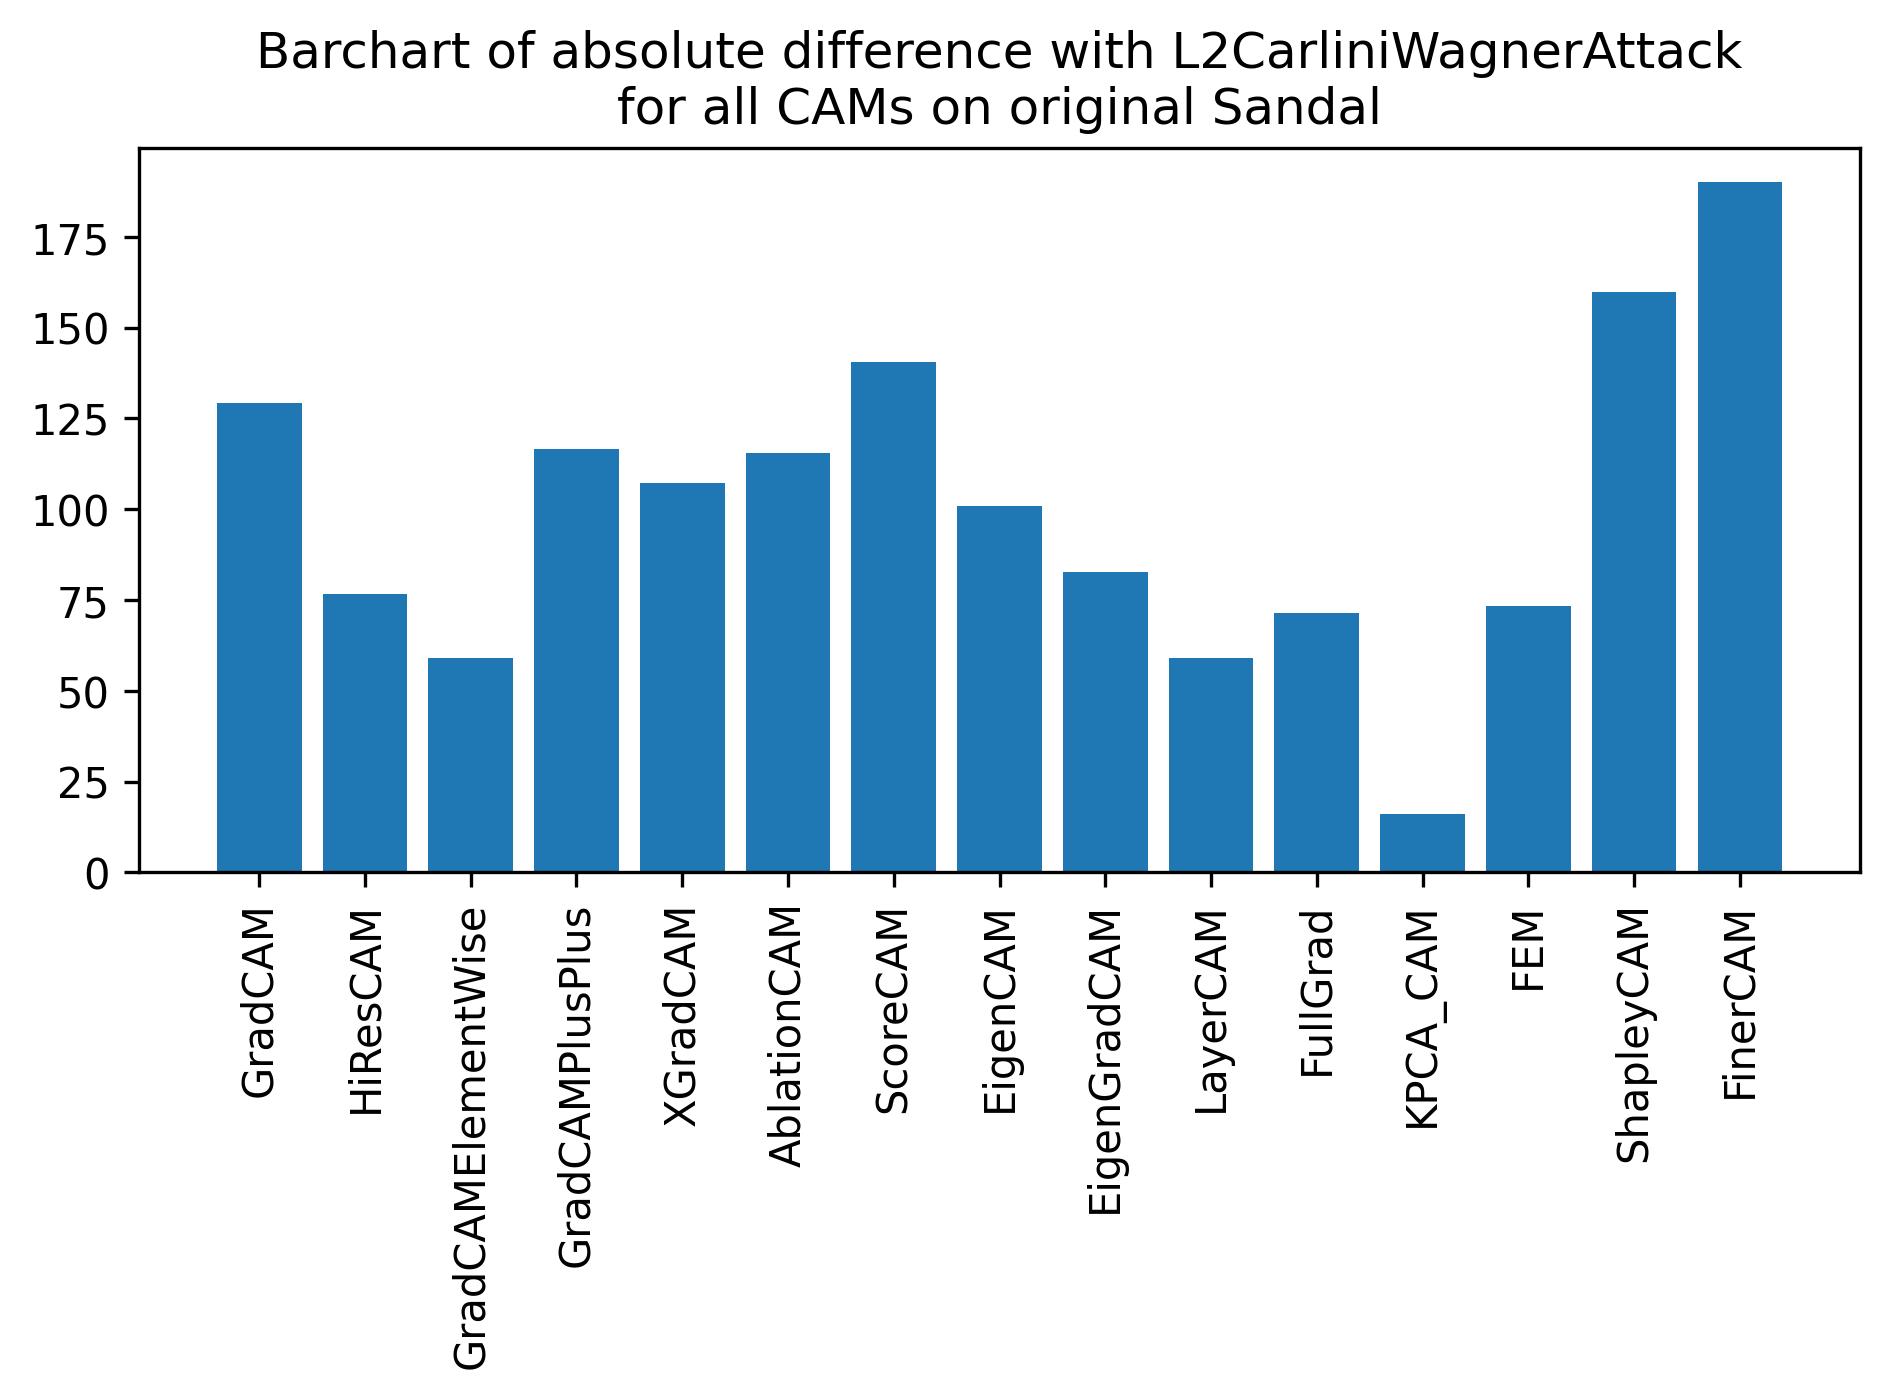 Barchart of absolute difference with L2CarliniWagnerAttack
for all CAMs on original Sandal
175
150
125
100
75
50
25
0
GradCAM
HiResCAM
GradCAMElementWise
GradCAMPlusPlus
XGradCAM
AblationCAM
ScoreCAM
EigenCAM
EigenGradCAM
LayerCAM
FullGrad
KPCA_CAM
FEM
ShapleyCAM
FinerCAM